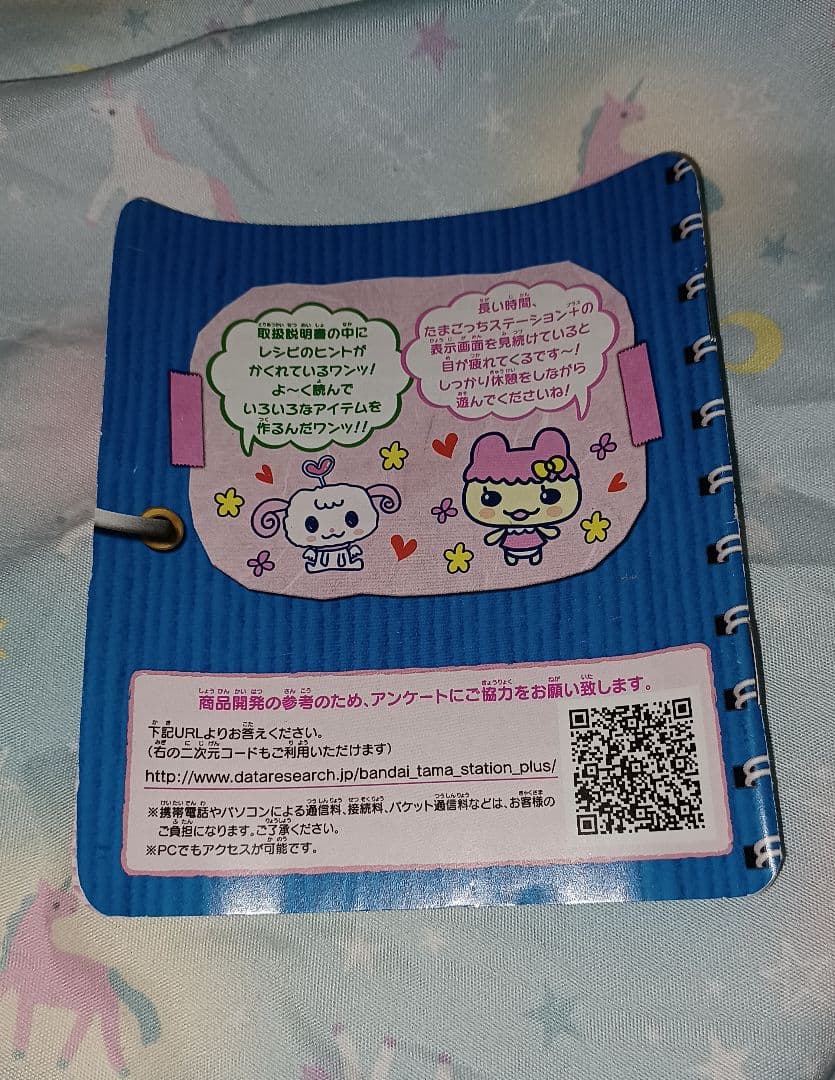 取扱説明書の中に
レシピのヒントが
かくれているワンッ!
よ〜く読んで
いろいろなアイテムを
作るんだワンッ!!
長い時間、
たまごっちステーション+の
表示画面を見続けていると
目が疲れてくるです〜!
しっかり休憩をしながら
遊んでくださいね!
商品開発の参考のため、アンケートにご協力をお願い致します。
下記URLよりお答えください。
(右の二次元コードもご利用いただけます)
http://www.dataresearch.jp/bandai_tama_station_plus/
※携帯電話やパソコンによる通信料、接続料、パケット通信料などは、お客様の
ご負担になります。ご了承ください。
※PCでもアクセスが可能です。